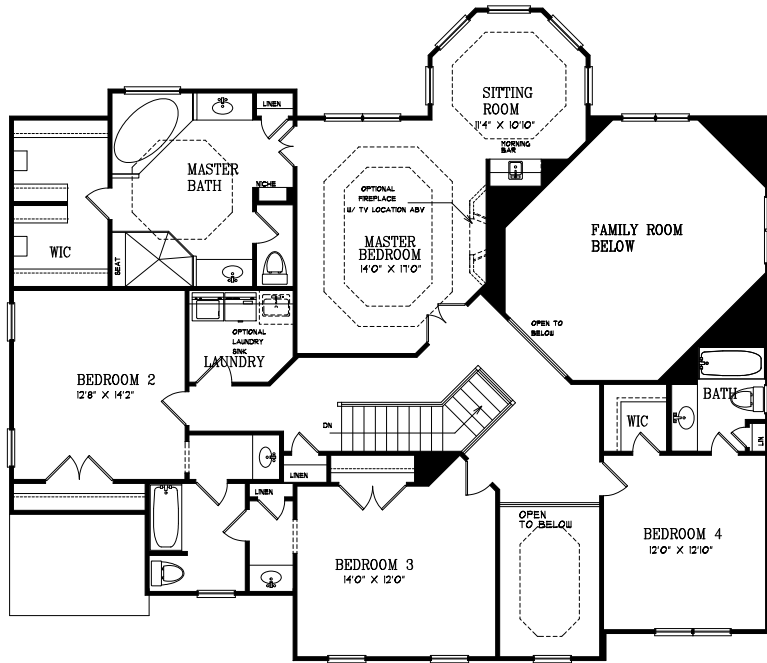 SITTING
ROOM
11'4" X 10'10"
MORNING
BAR
LINEN
MASTER
BATH
NICHE
OPTIONAL
FIREPLACE
W/ TV LOCATION ABV
MASTER
BEDROOM
14'0" X 17'0"
FAMILY ROOM
BELOW
WIC
SEAT
OPTIONAL
LAUNDRY
SINK
LAUNDRY
OPEN TO
BELOW
BEDROOM 2
12'8" X 14'2"
BATH
WIC
LIN
DN
LINEN
LINEN
OPEN
TO BELOW
BEDROOM 4
12'0" X 12'10"
BEDROOM 3
14'0" X 12'0"